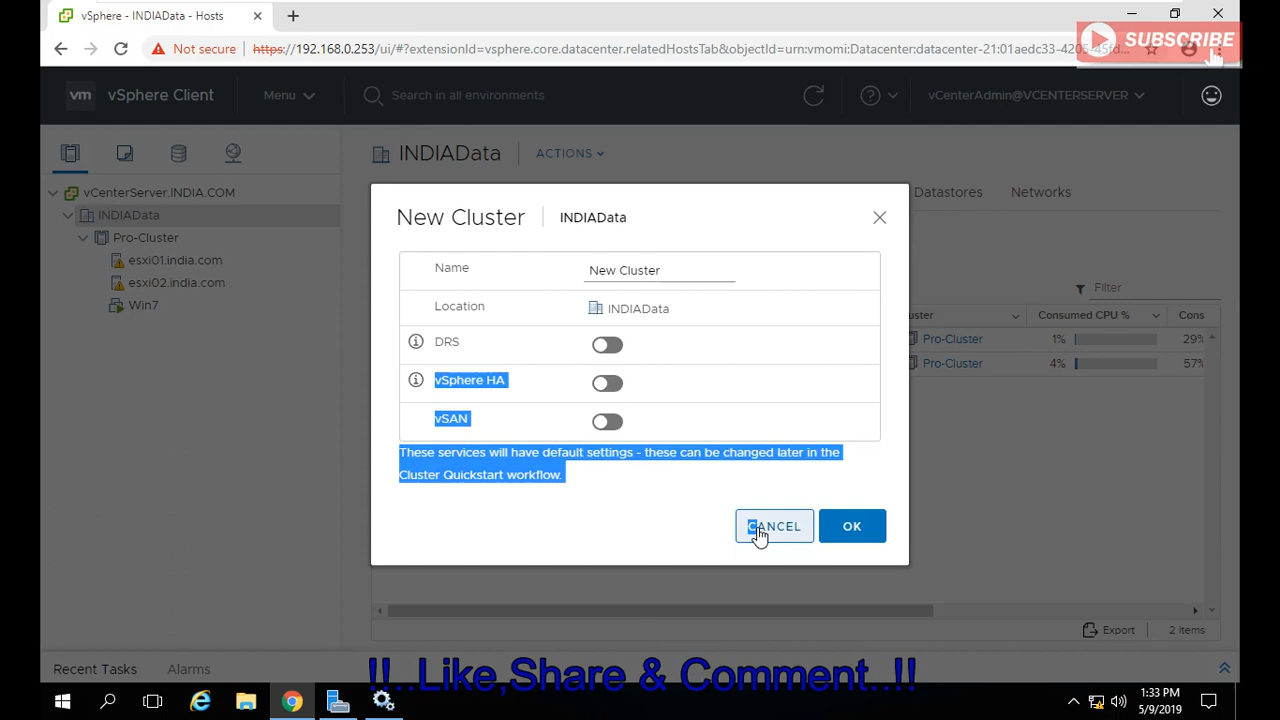 vSphere - INDIAData - Hosts
Not secure
https://192.168.0.253/ui/#?extensionId=vsphere.core.datacenter.relatedHostsTab&objectId=urn:vmomi:Datacenter:datacenter-21:01aedc33-4205-45fd...
SUBSCRIBE
vm vSphere Client
Menu
Search in all environments
vCenterAdmin@VCENTERSERVER
vCenterServer.INDIA.COM
INDIAData
Pro-Cluster
esxi01.india.com
esxi02.india.com
Win7
INDIAData
ACTIONS
Datastores
Networks
Filter
uster
Consumed CPU %
Cons
Pro-Cluster
1%
29%
Pro-Cluster
4%
57%
Export
2 items
New Cluster
INDIAData
Name
New Cluster
Location
INDIAData
DRS
vSphere HA
vSAN
These services will have default settings - these can be changed later in the
Cluster Quickstart workflow.
CANCEL
OK
Recent Tasks
Alarms
!!..Like,Share & Comment..!!
1:33 PM
5/9/2019